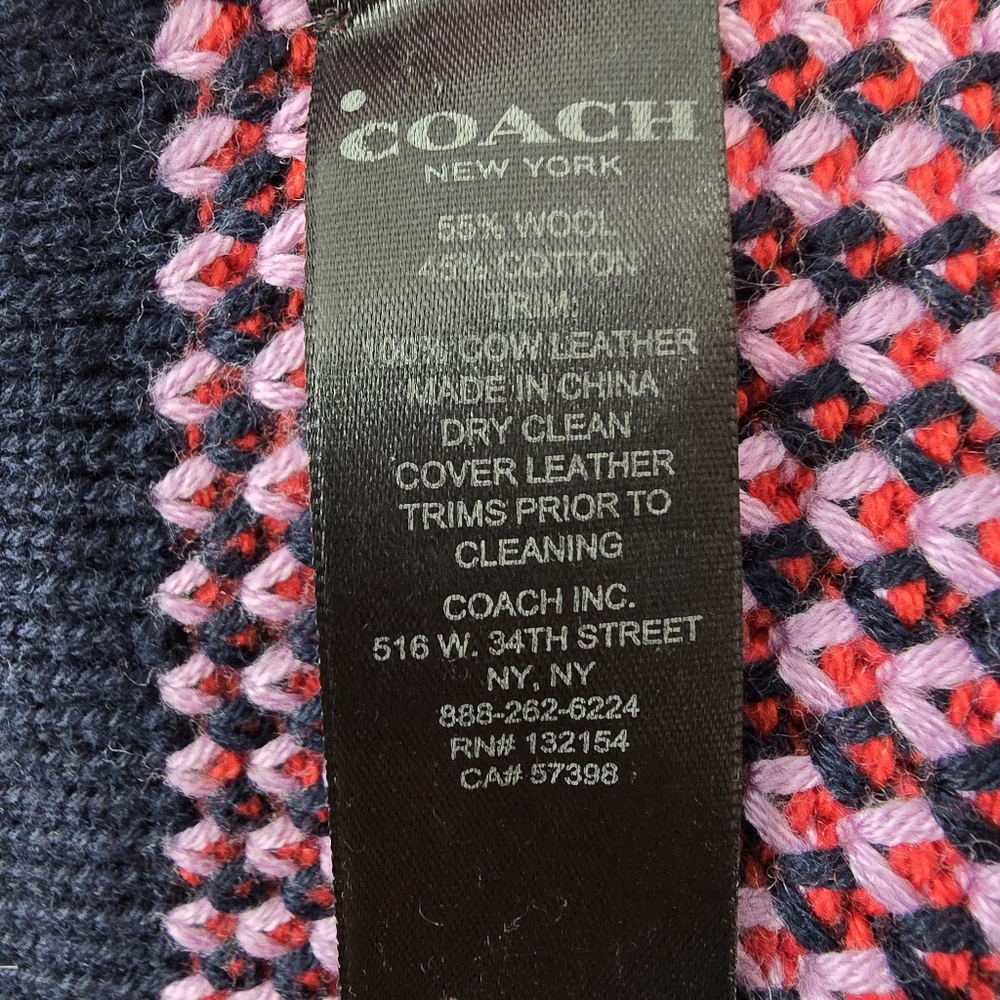 COACH
NEW YORK
55% WOOL
45% COTTON
TRIM:
100% COW LEATHER
MADE IN CHINA
DRY CLEAN
COVER LEATHER
TRIMS PRIOR TO
CLEANING
COACH INC.
516 W. 34TH STREET
NY, NY
888-262-6224
RN# 132154
CA# 57398